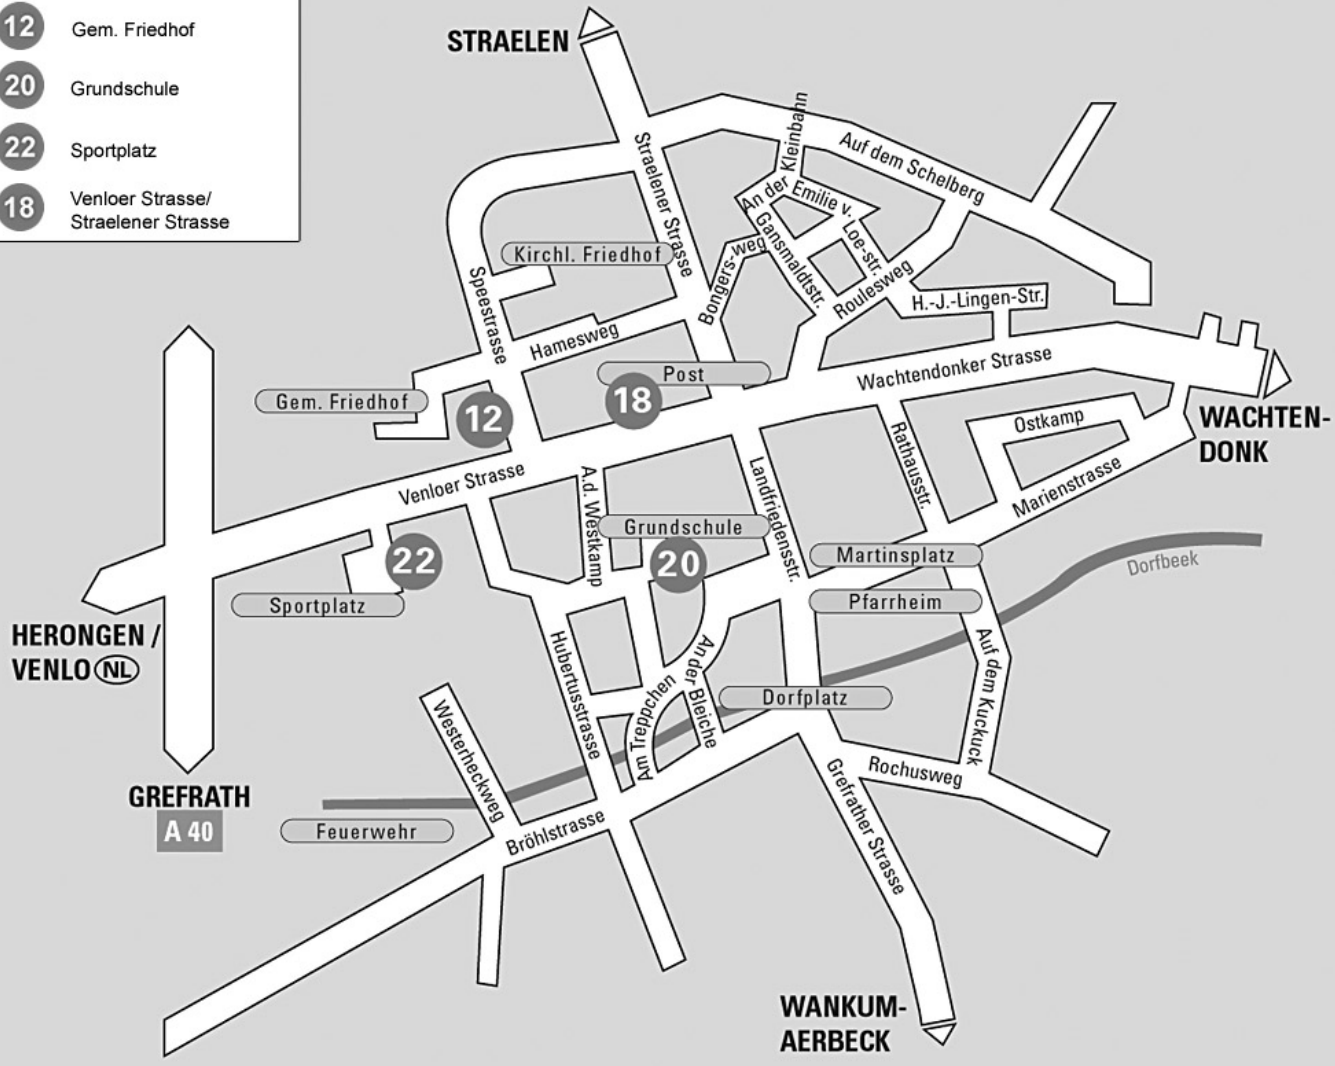 12 Gem. Friedhof
20 Grundschule
22 Sportplatz
18 Venloer Strasse/
Straelener Strasse
STRAELEN
Kleinbahn
An der
Auf dem Schelberg
Straelener Strasse
Emilie v.
Loe-str.
Gansmaldtstr.
Bongers-weg
Kirchl. Friedhof
Speestrasse
Roulesweg
H.-J.-Lingen-Str.
Hamesweg
Post
Wachtendonker Strasse
Gem. Friedhof
12
18
WACHTEN-
DONK
Ostkamp
Rathausstr.
Marienstrasse
Venloer Strasse
A.d. Westkamp
Landfriedensstr.
Grundschule
20
22
Martinsplatz
Dorfbeek
Sportplatz
Pfarrheim
HERONGEN /
VENLO NL
Hubertusstrasse
An der Bleiche
Auf dem Kuckuck
Am Treppchen
Dorfplatz
Westerheckweg
Rochusweg
GREFRATH
A 40
Feuerwehr
Bröhlstrasse
Grefrather Strasse
WANKUM-
AERBECK